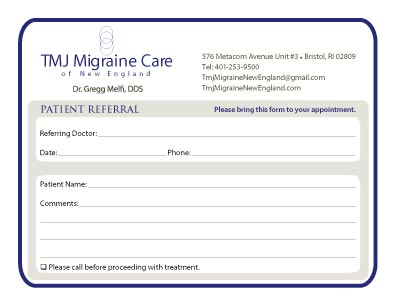 TMJ Migraine Care
of New England
Dr. Gregg Melfi, DDS
576 Metacom Avenue Unit #3 • Bristol, RI 02809
Tel: 401-253-9500
TmjMigraineNewEngland@gmail.com
TmjMigraineNewEngland.com
PATIENT REFERRAL
Please bring this form to your appointment.
Referring Doctor:
Date: Phone:
Patient Name:
Comments:
❑ Please call before proceeding with treatment.